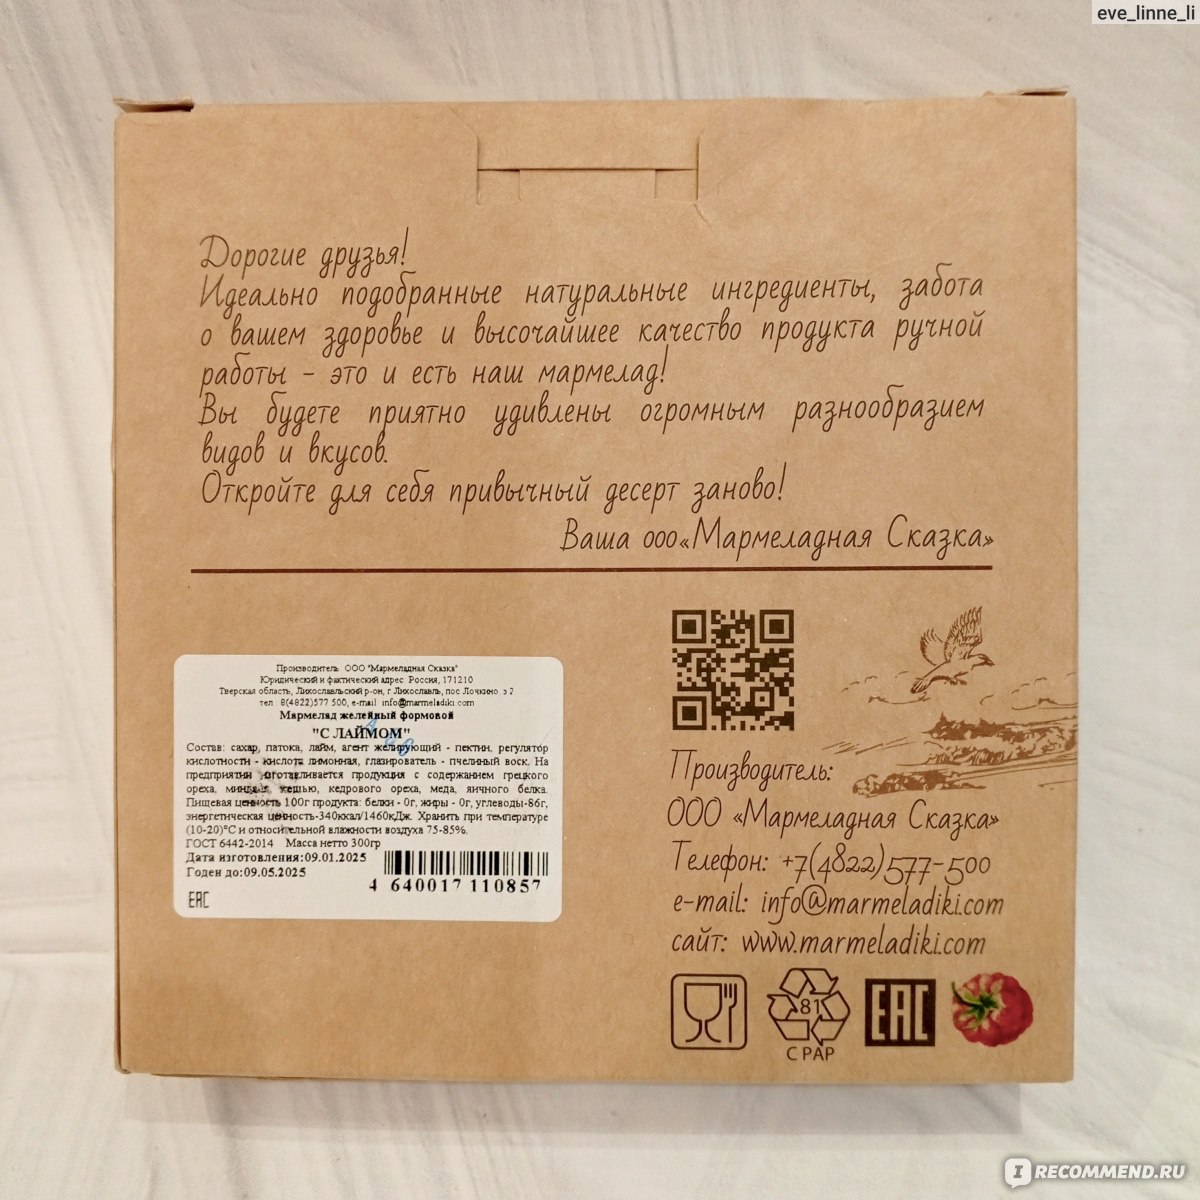 eve_linne_li
Дорогие друзья!
Идеально подобранные натуральные ингредиенты, забота
о вашем здоровье и высочайшее качество продукта ручной
работы - это и есть наш мармелад!
Вы будете приятно удивлены огромным разнообразием
видов и вкусов.
Откройте для себя привычный десерт заново!
Ваша ООО «Мармеладная Сказка»
Производитель ООО "Мармеладная Сказка"
Юридический и фактический адрес: Россия, 171210
Тверская область, Лихославльский р-он, г Лихославль, пос Лочкино з 2
тел : 8(4822)577 500, e-mail info@marmeladiki com
Мармелад желейный формовой
"С ЛАЙМОМ"
Состав: сахар, патока, лайм, агент желирующий - пектин, регулятор
кислотности - кислота лимонная, глазирователь - пчелиный воск. На
предприятии изготавливается продукция с содержанием грецкого
ореха, миндаля, кешью, кедрового ореха, меда, яичного белка.
Пищевая ценность 100г продукта: белки - 0г, жиры - 0г, углеводы-86г,
энергетическая ценность-340ккал/1460кДж. Хранить при температуре
(10-20)°С и относительной влажности воздуха 75-85%.
ГОСТ 6442-2014 Масса нетто 300гр
Дата изготовления:09.01.2025
Годен до:09.05.2025
4 640017 110857
EAC
Производитель:
ООО «Мармеладная Сказка»
Телефон: +7(4822)577-500
e-mail: info@marmeladiki.com
сайт: www.marmeladiki.com
81
C PAP
EAC
IRECOMMEND.RU